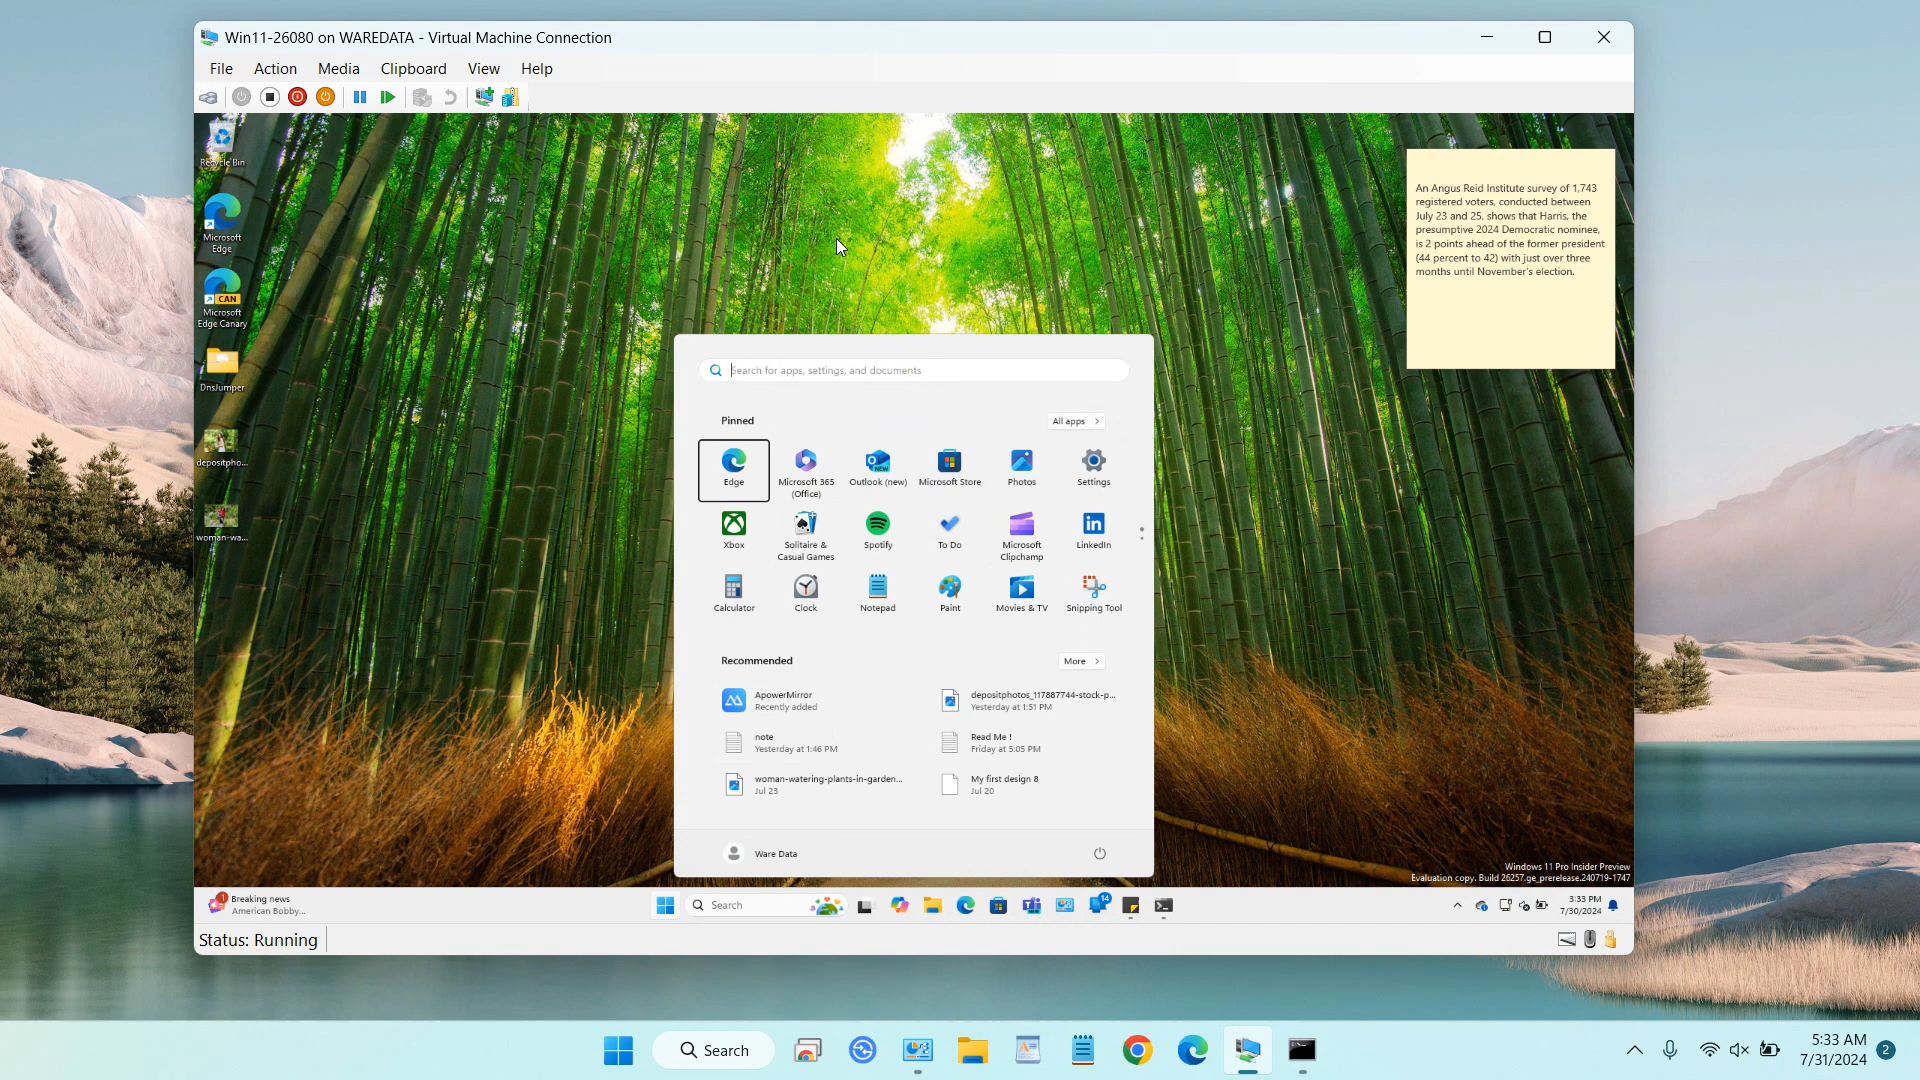 Win11-26080 on WAREDATA - Virtual Machine Connection
File Action Media Clipboard View Help
Recycle Bin
Microsoft
Edge
CAN
Microsoft
Edge Canary
DnsJumper
depositpho...
woman-wa...
An Angus Reid Institute survey of 1,743
registered voters, conducted between
July 23 and 25, shows that Harris, the
presumptive 2024 Democratic nominee,
is 2 points ahead of the former president
(44 percent to 42) with just over three
months until November's election.
Search for apps, settings, and documents
Pinned
All apps
Edge
Microsoft 365
(Office)
NEW
Outlook (new)
Microsoft Store
Photos
Settings
Xbox
Solitaire &
Casual Games
Spotify
To Do
Microsoft
Clipchamp
in
LinkedIn
Calculator
Clock
Notepad
Paint
Movies & TV
Snipping Tool
Recommended
More
ApowerMirror
Recently added
depositphotos_117887744-stock-p...
Yesterday at 1:51 PM
note
Yesterday at 1:46 PM
Read Me !
Friday at 5:05 PM
woman-watering-plants-in-garden...
Jul 23
My first design 8
Jul 20
Ware Data
Windows 11 Pro Insider Preview
Evaluation copy. Build 26257.ge_prerelease.240719-1747
1
Breaking news
American Bobby...
Search
14
3:33 PM
7/30/2024
Status: Running
Search
5:33 AM
7/31/2024
2